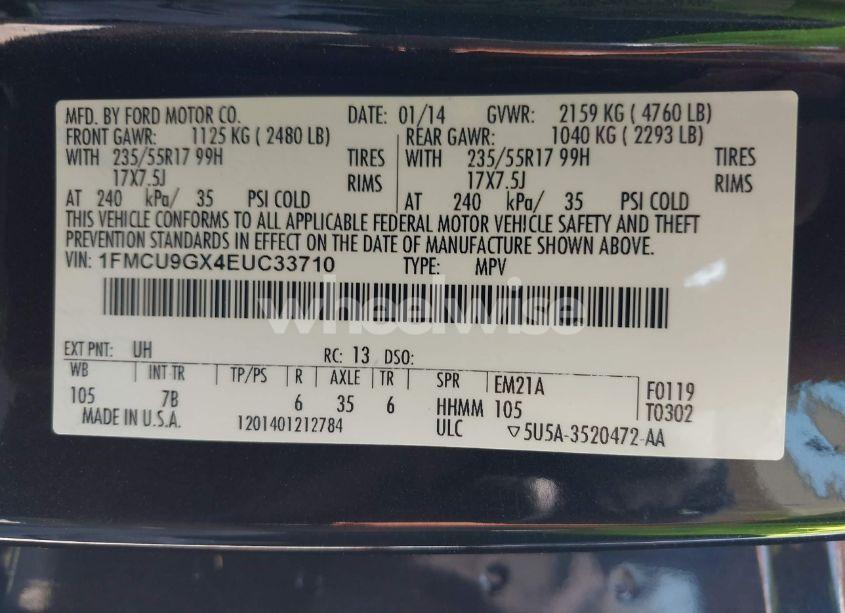 MFD. BY FORD MOTOR CO. DATE: 01/14 GVWR: 2159 KG ( 4760 LB)
FRONT GAWR: 1125 KG ( 2480 LB) REAR GAWR: 1040 KG ( 2293 LB)
WITH 235/55R17 99H TIRES WITH 235/55R17 99H TIRES
17X7.5J RIMS 17X7.5J RIMS
AT 240 kPa/ 35 PSI COLD AT 240 kPa/ 35 PSI COLD
THIS VEHICLE CONFORMS TO ALL APPLICABLE FEDERAL MOTOR VEHICLE SAFETY AND THEFT
PREVENTION STANDARDS IN EFFECT ON THE DATE OF MANUFACTURE SHOWN ABOVE.
VIN: 1FMCU9GX4EUC33710 TYPE: MPV
wheelwise
EXT PNT: UH RC: 13 DSO:
WB INT TR TP/PS R AXLE TR SPR EM21A F0119
105 7B 6 35 6 HHMM 105 T0302
MADE IN U.S.A. 1201401212784 ULC ▽5U5A-3520472-AA